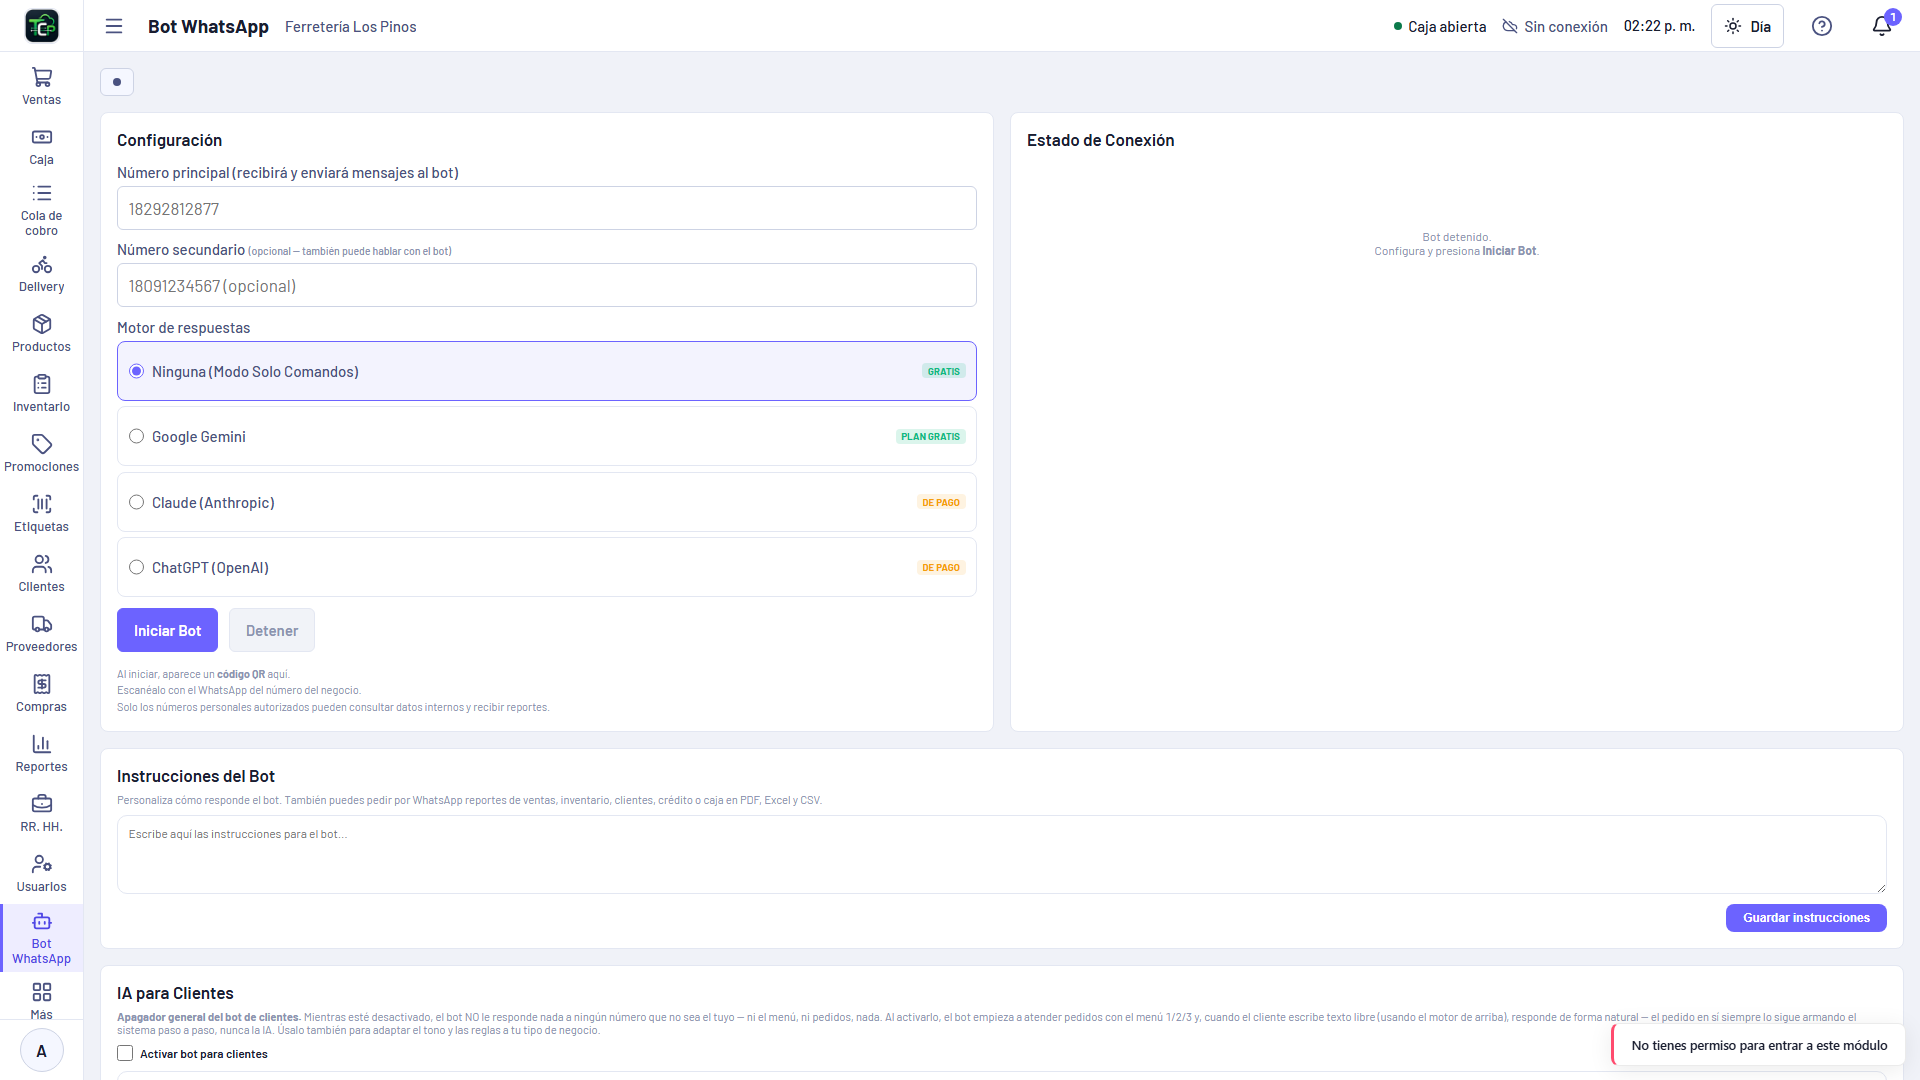 TCP
Bot WhatsApp
Ferretería Los Pinos
Caja abierta
Sin conexión
02:22 p. m.
Día
1
Ventas
Caja
Cola de
cobro
Delivery
Productos
Inventario
Promociones
Etiquetas
Clientes
Proveedores
Compras
Reportes
RR. HH.
Usuarios
Bot
WhatsApp
Más
A
Configuración
Número principal (recibirá y enviará mensajes al bot)
18292812877
Número secundario (opcional — también puede hablar con el bot)
18091234567 (opcional)
Motor de respuestas
Ninguna (Modo Solo Comandos)
GRATIS
Google Gemini
PLAN GRATIS
Claude (Anthropic)
DE PAGO
ChatGPT (OpenAI)
DE PAGO
Iniciar Bot
Detener
Al iniciar, aparece un código QR aquí.
Escanéalo con el WhatsApp del número del negocio.
Solo los números personales autorizados pueden consultar datos internos y recibir reportes.
Estado de Conexión
Bot detenido.
Configura y presiona Iniciar Bot.
Instrucciones del Bot
Personaliza cómo responde el bot. También puedes pedir por WhatsApp reportes de ventas, inventario, clientes, crédito o caja en PDF, Excel y CSV.
Escribe aquí las instrucciones para el bot...
Guardar instrucciones
IA para Clientes
Apagador general del bot de clientes. Mientras esté desactivado, el bot NO le responde nada a ningún número que no sea el tuyo — ni el menú, ni pedidos, nada. Al activarlo, el bot empieza a atender pedidos con el menú 1/2/3 y, cuando el cliente escribe texto libre (usando el motor de arriba), responde de forma natural — el pedido en sí siempre lo sigue armando el
sistema paso a paso, nunca la IA. Úsalo también para adaptar el tono y las reglas a tu tipo de negocio.
Activar bot para clientes
No tienes permiso para entrar a este módulo